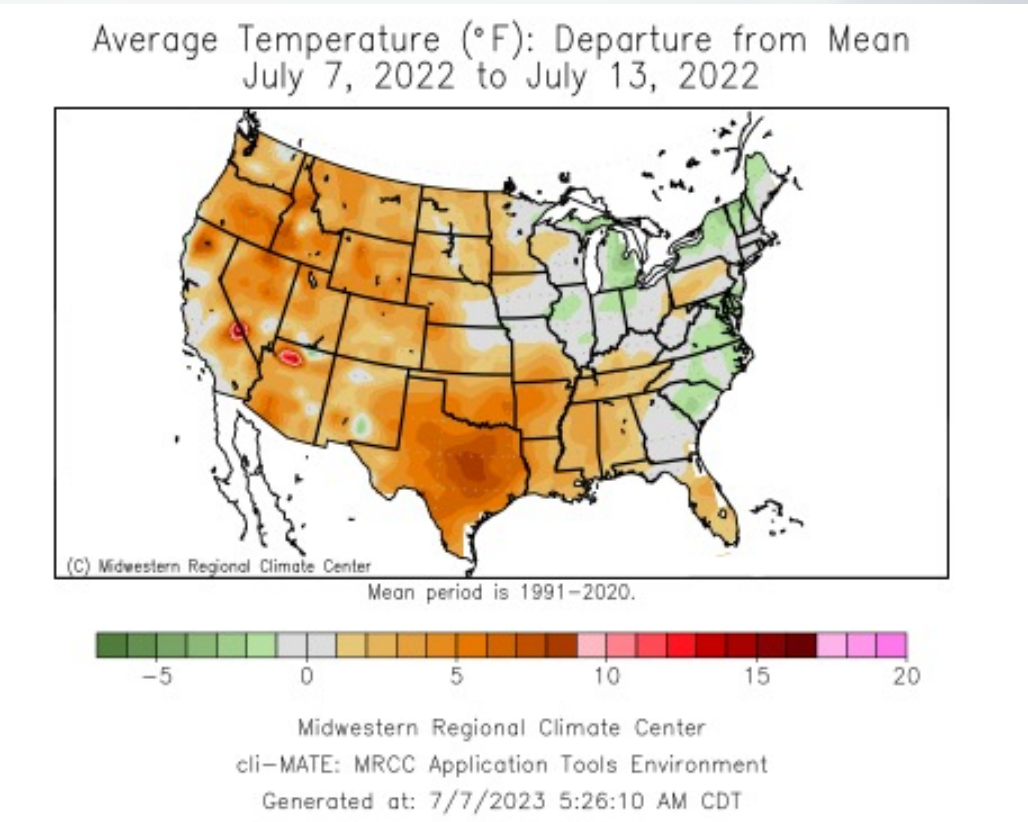 Average Temperature (°F): Departure from Mean
July 7, 2022 to July 13, 2022
(C) Midwestern Regional Climate Center
Mean period is 1991-2020.
-5 0 5 10 15 20
Midwestern Regional Climate Center
cli-MATE: MRCC Application Tools Environment
Generated at: 7/7/2023 5:26:10 AM CDT